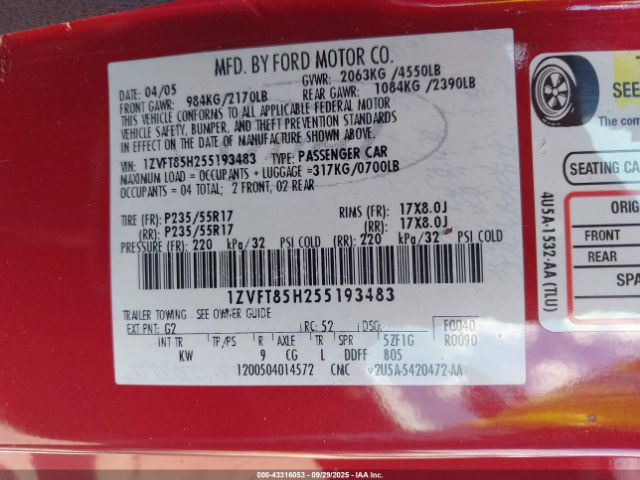 MFD. BY FORD MOTOR CO.
DATE: 04/05 GVWR: 2063KG /4550LB
FRONT GAWR: 984KG/2170LB REAR GAWR: 1084KG /2390LB
THIS VEHICLE CONFORMS TO ALL APPLICABLE FEDERAL MOTOR
VEHICLE SAFETY, BUMPER, AND THEFT PREVENTION STANDARDS
IN EFFECT ON THE DATE OF MANUFACTURE SHOWN ABOVE.
VIN: 1ZVFT85H255193483 TYPE: PASSENGER CAR
MAXIMUM LOAD = OCCUPANTS + LUGGAGE = 317KG/0700LB
OCCUPANTS = 04 TOTAL; 2 FRONT, 02 REAR
TIRE (FR): P235/55R17 RIMS (FR): 17X8.0J
(RR): P235/55R17 (RR): 17X8.0J
PRESSURE (FR): 220 kPa/32 PSI COLD (RR): 220 kPa/32 PSI COLD
1ZVFT85H255193483
TRAILER TOWING - SEE OWNER GUIDE
EXT PNT: G2 RC: 52 DSO: F0040
INT TR TP/PS R AXLE TR SPR 5ZF1G R0090
KW 9 CG L DDFF 805
1200504014572 CMC 2U5A-5420472-AA
SEE
The com
SEATING CA
4U5A-1532-AA (TLU)
ORIG
FRONT
REAR
SPA
000-43316053 - 09/29/2025 - IAA Inc.